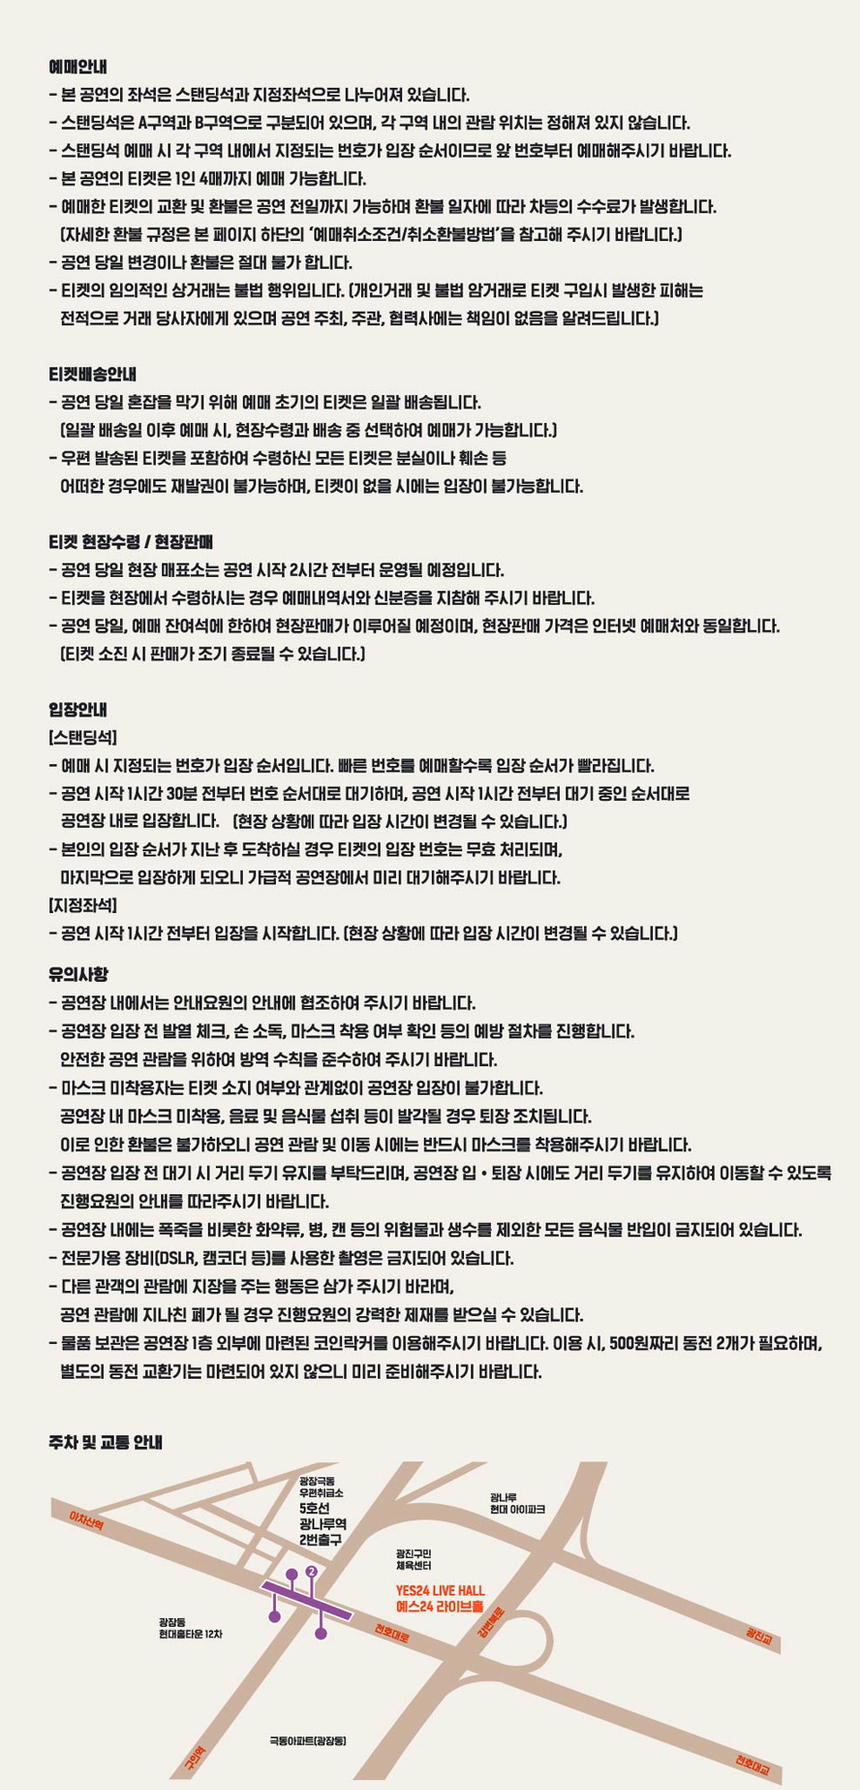 예매안내
- 본 공연의 좌석은 스탠딩석과 지정좌석으로 나누어져 있습니다.
- 스탠딩석은 A구역과 B구역으로 구분되어 있으며, 각 구역 내의 관람 위치는 정해져 있지 않습니다.
- 스탠딩석 예매 시 각 구역 내에서 지정되는 번호가 입장 순서이므로 앞 번호부터 예매해주시기 바랍니다.
- 본 공연의 티켓은 1인 4매까지 예매 가능합니다.
- 예매한 티켓의 교환 및 환불은 공연 전일까지 가능하며 환불 일자에 따라 차등의 수수료가 발생합니다.
(자세한 환불 규정은 본 페이지 하단의 ‘예매취소조건/취소환불방법’을 참고해 주시기 바랍니다.)
- 공연 당일 변경이나 환불은 절대 불가 합니다.
- 티켓의 임의적인 상거래는 불법 행위입니다. (개인거래 및 불법 암거래로 티켓 구입시 발생한 피해는
전적으로 거래 당사자에게 있으며 공연 주최, 주관, 협력사에는 책임이 없음을 알려드립니다.)
티켓배송안내
- 공연 당일 혼잡을 막기 위해 예매 초기의 티켓은 일괄 배송됩니다.
(일괄 배송일 이후 예매 시, 현장수령과 배송 중 선택하여 예매가 가능합니다.)
- 우편 발송된 티켓을 포함하여 수령하신 모든 티켓은 분실이나 훼손 등
어떠한 경우에도 재발권이 불가능하며, 티켓이 없을 시에는 입장이 불가능합니다.
티켓 현장수령 / 현장판매
- 공연 당일 현장 매표소는 공연 시작 2시간 전부터 운영될 예정입니다.
- 티켓을 현장에서 수령하시는 경우 예매내역서와 신분증을 지참해 주시기 바랍니다.
- 공연 당일, 예매 잔여석에 한하여 현장판매가 이루어질 예정이며, 현장판매 가격은 인터넷 예매처와 동일합니다.
(티켓 소진 시 판매가 조기 종료될 수 있습니다.)
입장안내
[스탠딩석]
- 예매 시 지정되는 번호가 입장 순서입니다. 빠른 번호를 예매할수록 입장 순서가 빨라집니다.
- 공연 시작 1시간 30분 전부터 번호 순서대로 대기하며, 공연 시작 1시간 전부터 대기 중인 순서대로
공연장 내로 입장합니다. (현장 상황에 따라 입장 시간이 변경될 수 있습니다.)
- 본인의 입장 순서가 지난 후 도착하실 경우 티켓의 입장 번호는 무효 처리되며,
마지막으로 입장하게 되오니 가급적 공연장에서 미리 대기해주시기 바랍니다.
[지정좌석]
- 공연 시작 1시간 전부터 입장을 시작합니다. (현장 상황에 따라 입장 시간이 변경될 수 있습니다.)
유의사항
- 공연장 내에서는 안내요원의 안내에 협조하여 주시기 바랍니다.
- 공연장 입장 전 발열 체크, 손 소독, 마스크 착용 여부 확인 등의 예방 절차를 진행합니다.
안전한 공연 관람을 위하여 방역 수칙을 준수하여 주시기 바랍니다.
- 마스크 미착용자는 티켓 소지 여부와 관계없이 공연장 입장이 불가합니다.
공연장 내 마스크 미착용, 음료 및 음식물 섭취 등이 발각될 경우 퇴장 조치됩니다.
이로 인한 환불은 불가하오니 공연 관람 및 이동 시에는 반드시 마스크를 착용해주시기 바랍니다.
- 공연장 입장 전 대기 시 거리 두기 유지를 부탁드리며, 공연장 입·퇴장 시에도 거리 두기를 유지하여 이동할 수 있도록
진행요원의 안내를 따라주시기 바랍니다.
- 공연장 내에는 폭죽을 비롯한 화약류, 병, 캔 등의 위험물과 생수를 제외한 모든 음식물 반입이 금지되어 있습니다.
- 전문가용 장비(DSLR, 캠코더 등)를 사용한 촬영은 금지되어 있습니다.
- 다른 관객의 관람에 지장을 주는 행동은 삼가 주시기 바라며,
공연 관람에 지나친 폐가 될 경우 진행요원의 강력한 제재를 받으실 수 있습니다.
- 물품 보관은 공연장 1층 외부에 마련된 코인락커를 이용해주시기 바랍니다. 이용 시, 500원짜리 동전 2개가 필요하며,
별도의 동전 교환기는 마련되어 있지 않으니 미리 준비해주시기 바랍니다.
주차 및 교통 안내
광장극동
우편취급소
5호선
광나루역
2번출구
광나루
현대 아이파크
아차산역
광진구민
체육센터
2
YES24 LIVE HALL
예스24 라이브홀
광장동
현대홈타운 12차
천호대로
강변북로
광진교
극동아파트(광장동)
구의역
천호대교